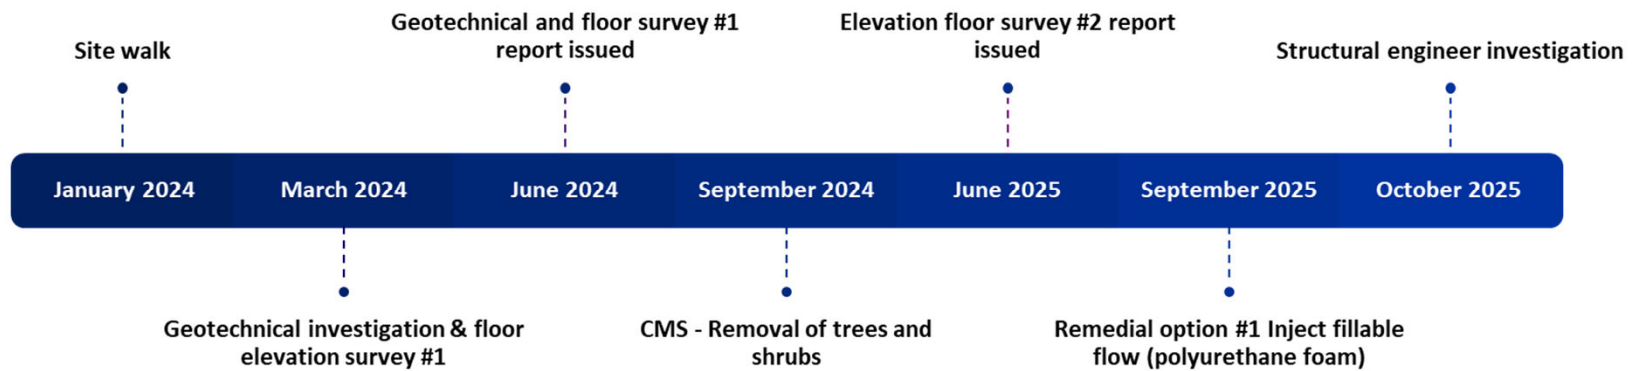 Site walk
Geotechnical and floor survey #1
report issued
Elevation floor survey #2 report
issued
Structural engineer investigation
January 2024
March 2024
June 2024
September 2024
June 2025
September 2025
October 2025
Geotechnical investigation & floor
elevation survey #1
CMS - Removal of trees and
shrubs
Remedial option #1 Inject fillable
flow (polyurethane foam)